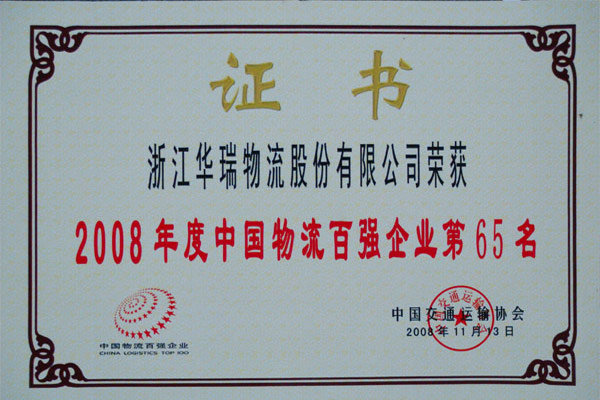 证书
浙江华瑞物流股份有限公司荣获
2008年度中国物流百强企业第65名
中国物流百强企业
CHINA LOGISTICS TOP 100
中国交通运输协会
2008年11月13日